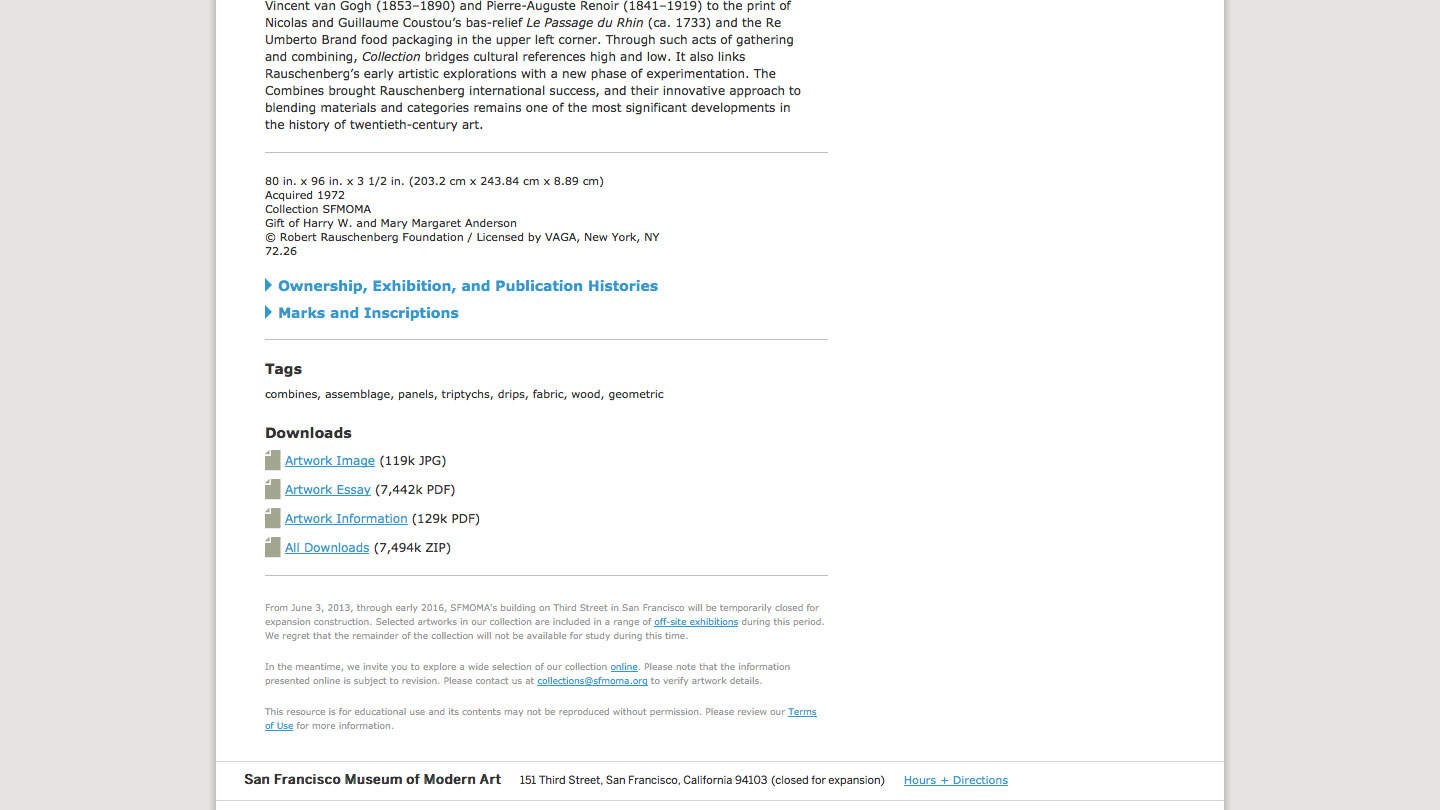 Vincent van Gogh (1853–1890) and Pierre-Auguste Renoir (1841–1919) to the print of
Nicolas and Guillaume Coustou’s bas-relief Le Passage du Rhin (ca. 1733) and the Re
Umberto Brand food packaging in the upper left corner. Through such acts of gathering
and combining, Collection bridges cultural references high and low. It also links
Rauschenberg’s early artistic explorations with a new phase of experimentation. The
Combines brought Rauschenberg international success, and their innovative approach to
blending materials and categories remains one of the most significant developments in
the history of twentieth-century art.
80 in. x 96 in. x 3 1/2 in. (203.2 cm x 243.84 cm x 8.89 cm)
Acquired 1972
Collection SFMOMA
Gift of Harry W. and Mary Margaret Anderson
© Robert Rauschenberg Foundation / Licensed by VAGA, New York, NY
72.26
Ownership, Exhibition, and Publication Histories
Marks and Inscriptions
Tags
combines, assemblage, panels, triptychs, drips, fabric, wood, geometric
Downloads
Artwork Image (119k JPG)
Artwork Essay (7,442k PDF)
Artwork Information (129k PDF)
All Downloads (7,494k ZIP)
From June 3, 2013, through early 2016, SFMOMA's building on Third Street in San Francisco will be temporarily closed for
expansion construction. Selected artworks in our collection are included in a range of off-site exhibitions during this period.
We regret that the remainder of the collection will not be available for study during this time.
In the meantime, we invite you to explore a wide selection of our collection online. Please note that the information
presented online is subject to revision. Please contact us at collections@sfmoma.org to verify artwork details.
This resource is for educational use and its contents may not be reproduced without permission. Please review our Terms
of Use for more information.
San Francisco Museum of Modern Art 151 Third Street, San Francisco, California 94103 (closed for expansion) Hours + Directions